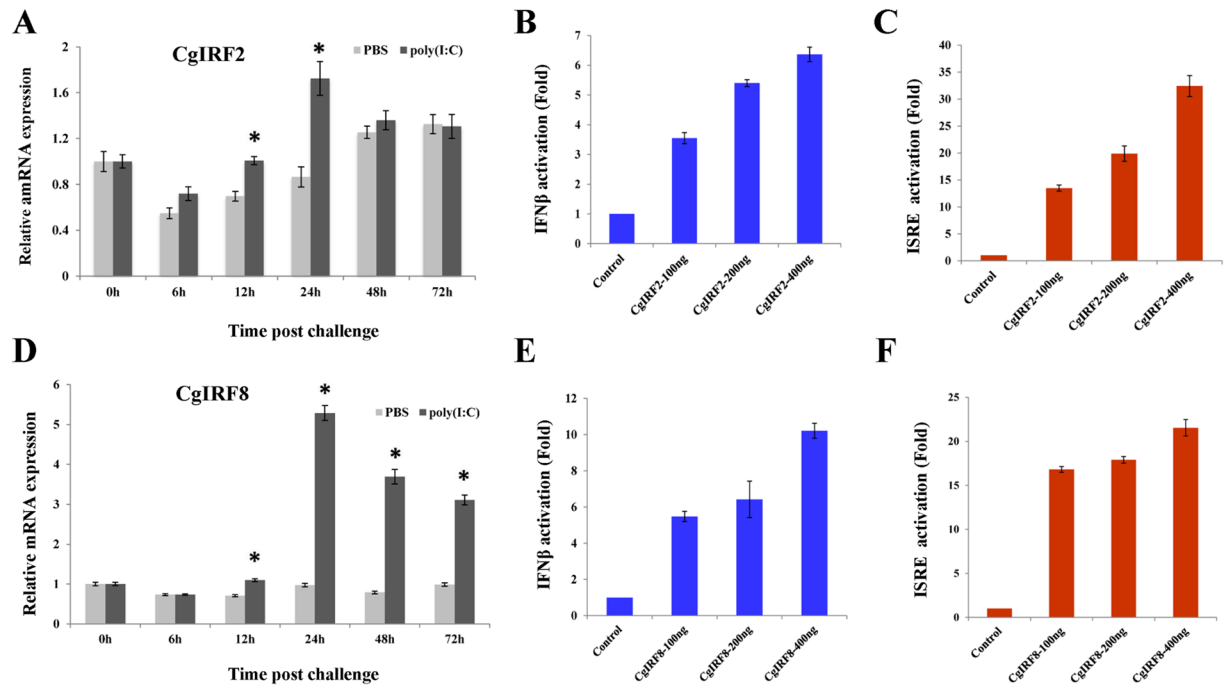 A
CgIRF2
PBS poly(I:C)
Relative amRNA expression
2
1.6
1.2
0.8
0.4
0
* *
0h 6h 12h 24h 48h 72h
Time post challenge
B
IFNβ activation (Fold)
8
7
6
5
4
3
2
1
0
Control CgIRF2-100ng CgIRF2-200ng CgIRF2-400ng
C
ISRE activation (Fold)
40
35
30
25
20
15
10
5
0
Control CgIRF2-100ng CgIRF2-200ng CgIRF2-400ng
D
CgIRF8
PBS poly(I:C)
Relative mRNA expression
6
5
4
3
2
1
0
* * * *
0h 6h 12h 24h 48h 72h
Time post challenge
E
IFNβ activation (Fold)
12
10
8
6
4
2
0
Control CgIRF8-100ng CgIRF8-200ng CgIRF8-400ng
F
ISRE activation (Fold)
25
20
15
10
5
0
Control CgIRF8-100ng CgIRF8-200ng CgIRF8-400ng